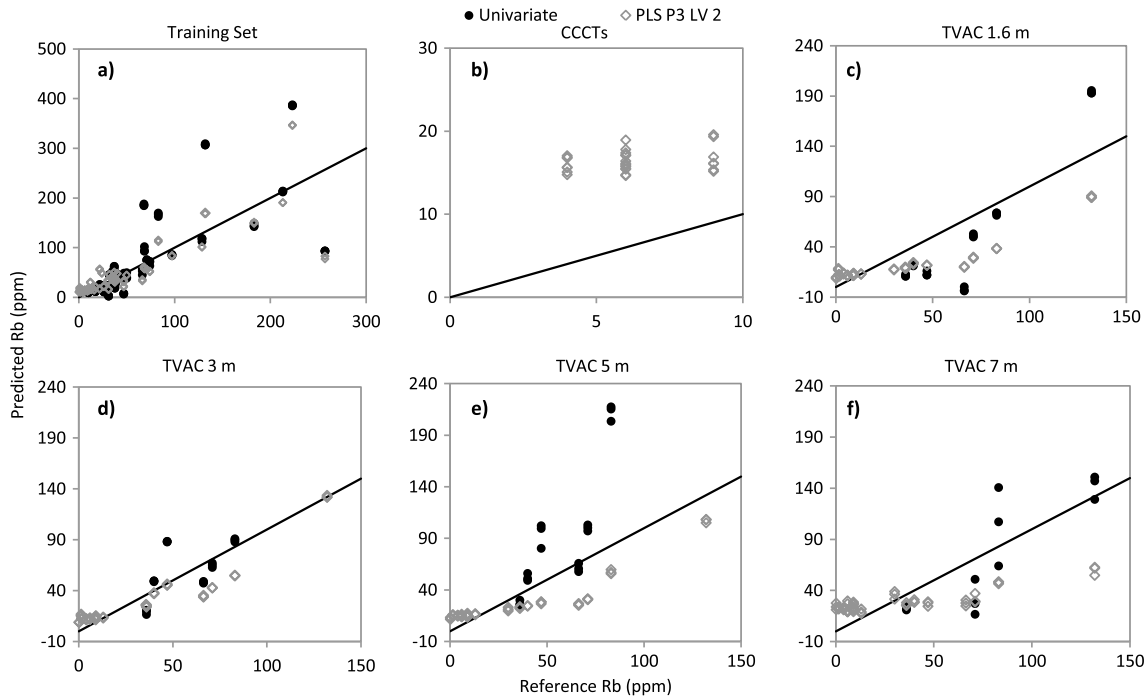 Univariate PLS P3 LV 2
Training Set CCCTs TVAC 1.6 m
a) b) c)
500 30 240
400 190
300 20 140
200 90
10
100 40
0 0 -10
0 100 200 300 0 5 10 0 50 100 150
Predicted Rb (ppm)
TVAC 3 m TVAC 5 m TVAC 7 m
d) e) f)
240 240 240
190 190 190
140 140 140
90 90 90
40 40 40
-10 -10 -10
0 50 100 150 0 50 100 150 0 50 100 150
Reference Rb (ppm)